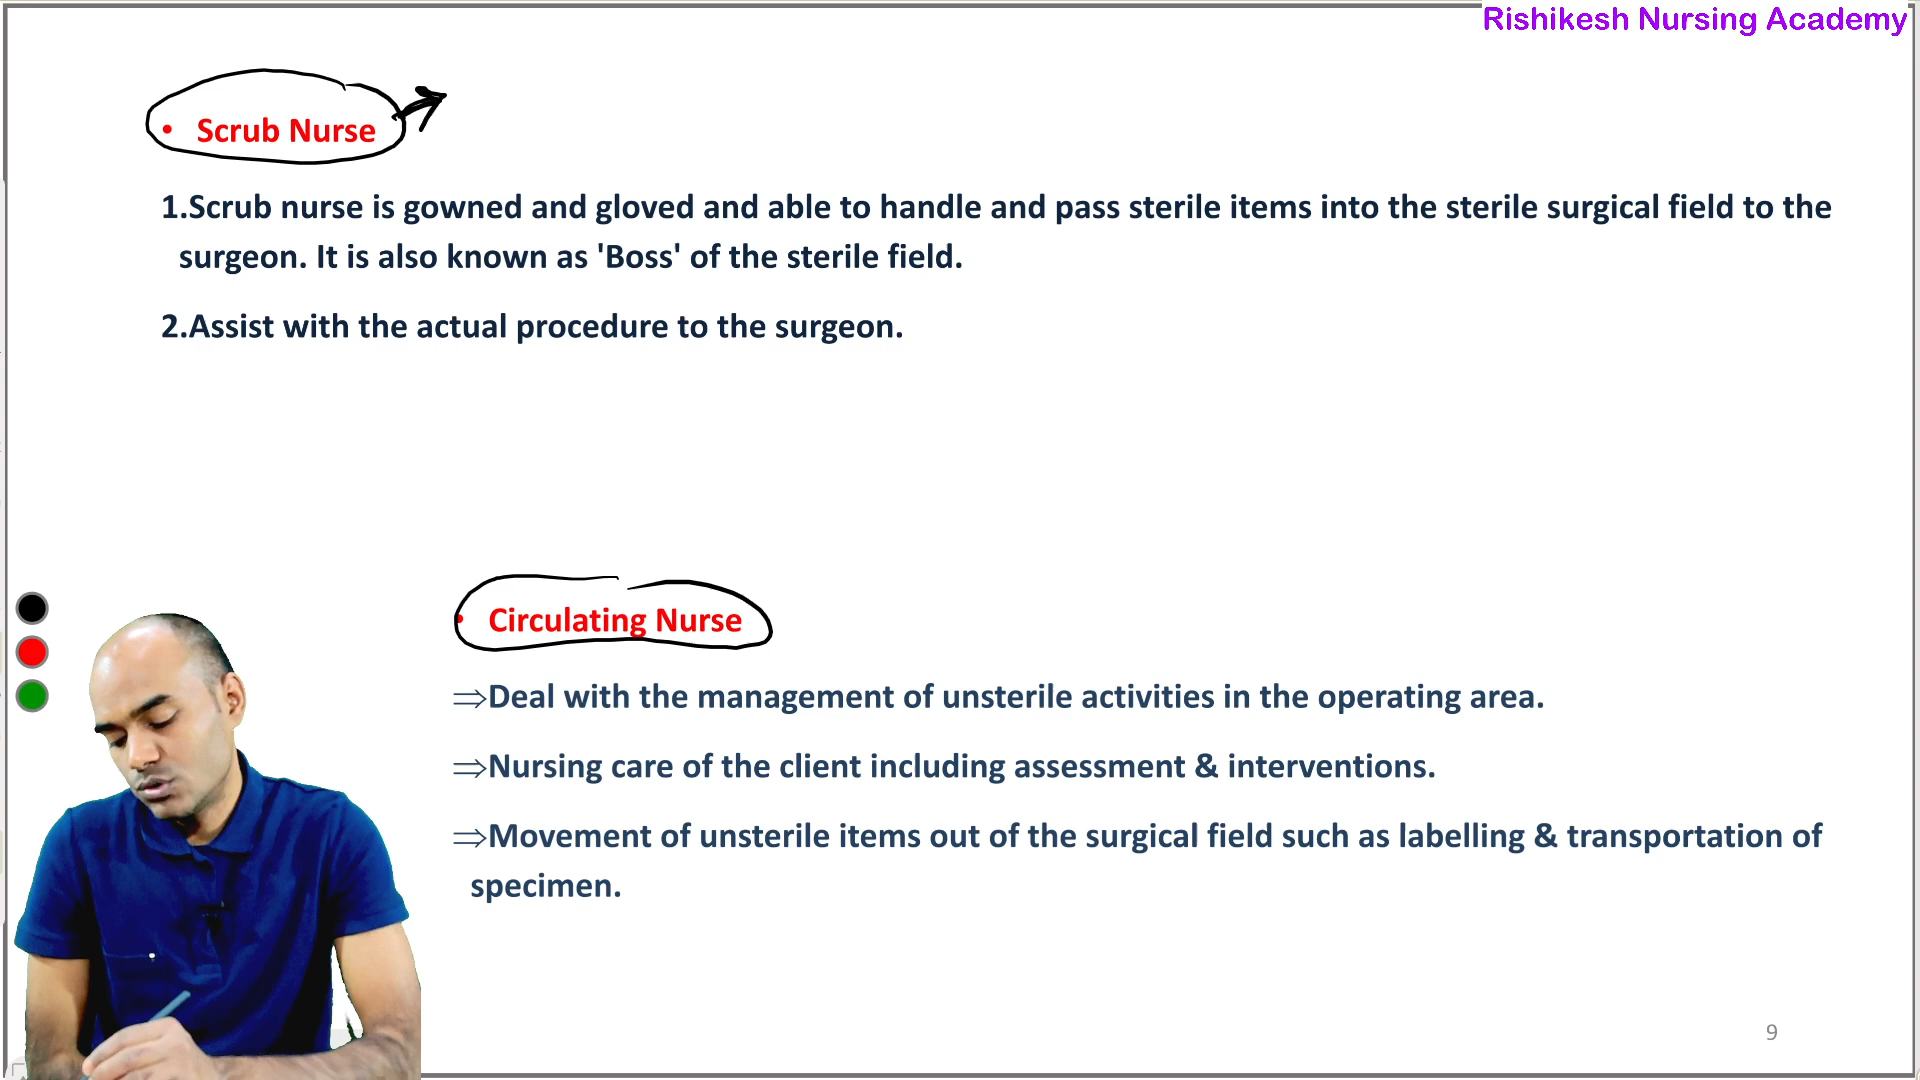 Rishikesh Nursing Academy
• Scrub Nurse
1.Scrub nurse is gowned and gloved and able to handle and pass sterile items into the sterile surgical field to the
surgeon. It is also known as 'Boss' of the sterile field.
2.Assist with the actual procedure to the surgeon.
• Circulating Nurse
⇒Deal with the management of unsterile activities in the operating area.
⇒Nursing care of the client including assessment & interventions.
⇒Movement of unsterile items out of the surgical field such as labelling & transportation of
specimen.
9